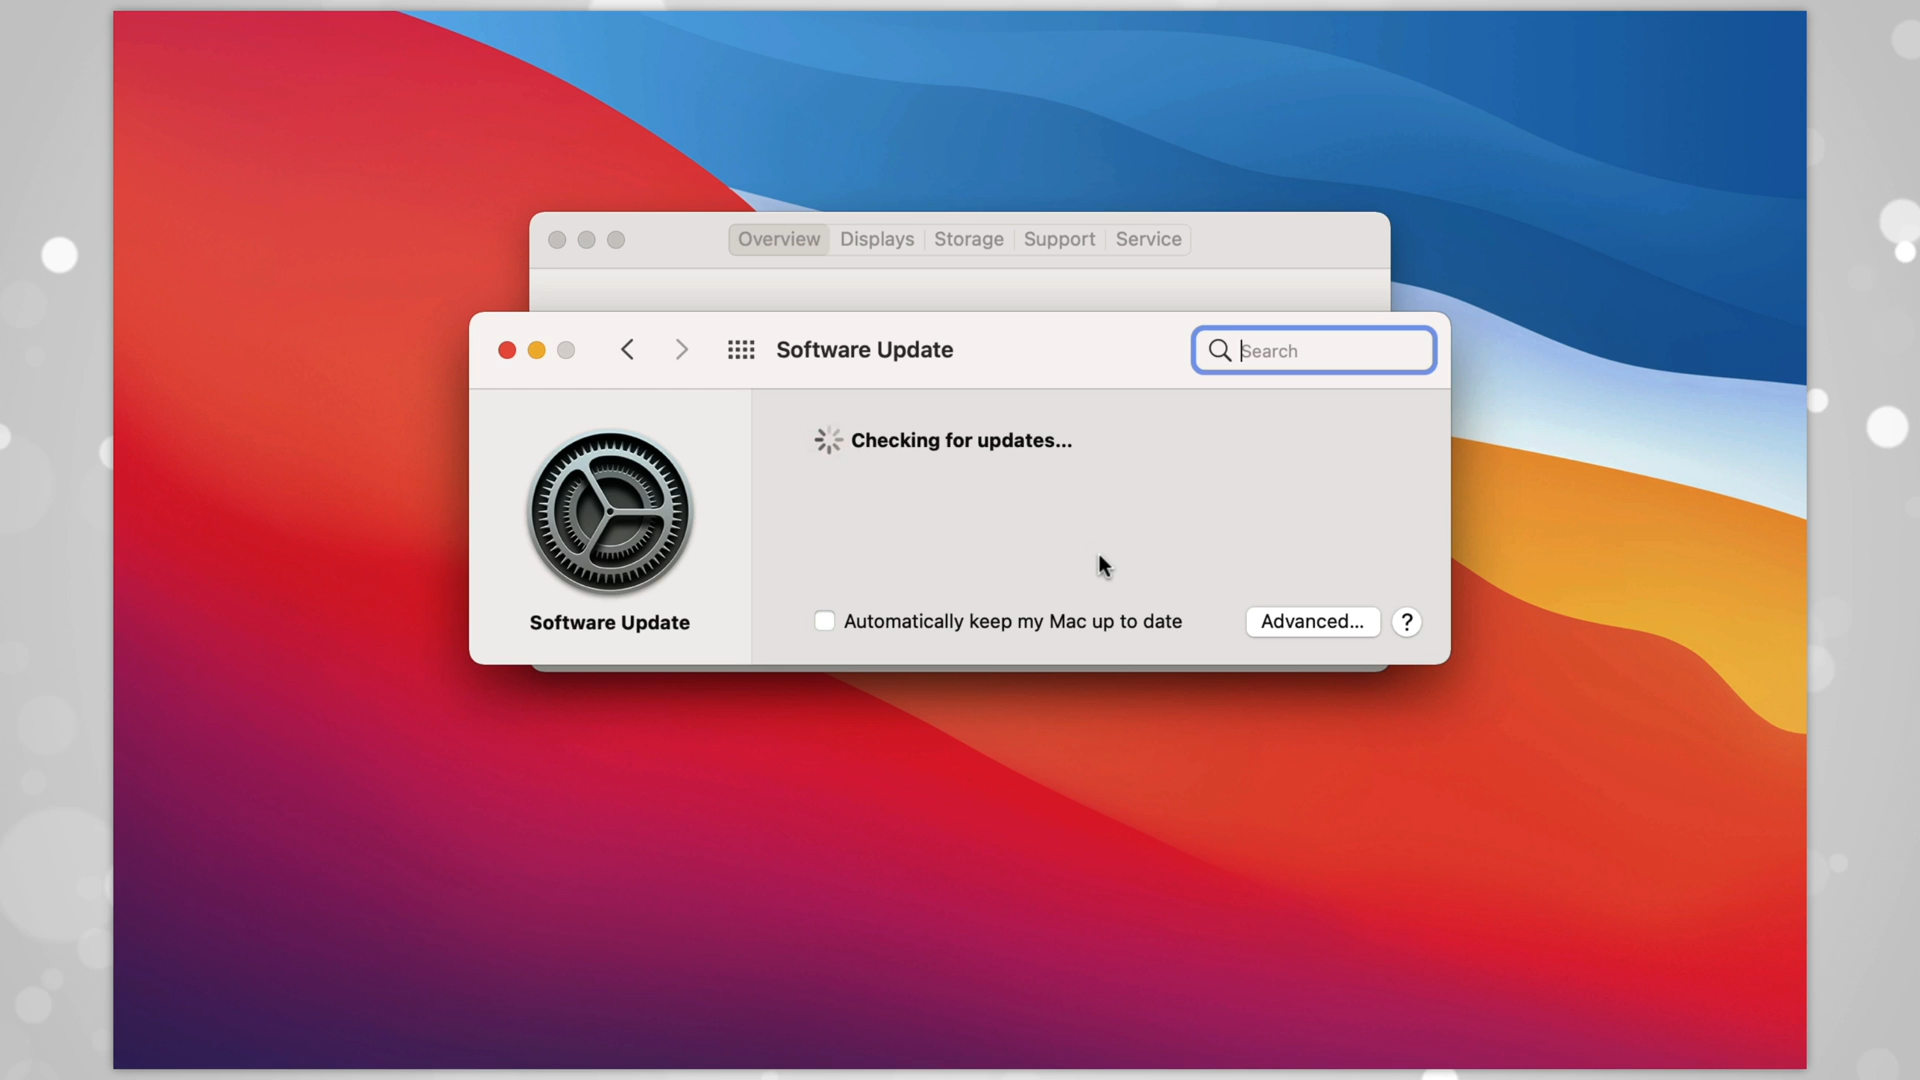 Overview Displays Storage Support Service
Software Update
Search
Checking for updates...
Software Update
Automatically keep my Mac up to date
Advanced...
?